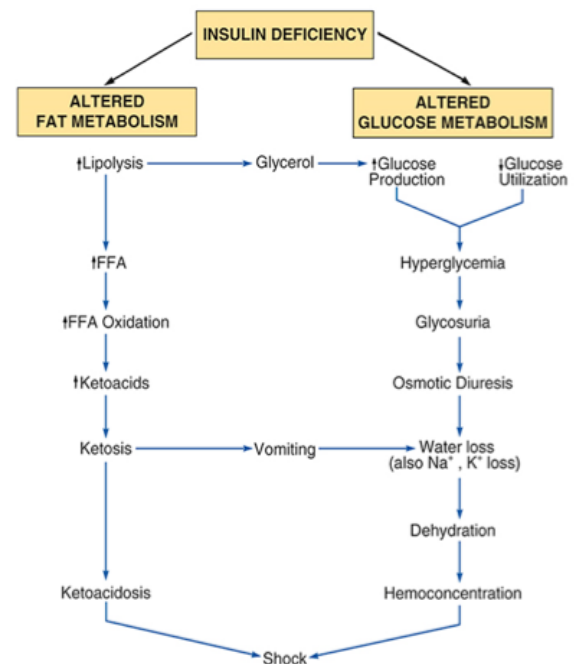 INSULIN DEFICIENCY
ALTERED
FAT METABOLISM
ALTERED
GLUCOSE METABOLISM
↑Lipolysis
Glycerol
↑Glucose
Production
↓Glucose
Utilization
↑FFA
Hyperglycemia
↑FFA Oxidation
Glycosuria
↑Ketoacids
Osmotic Diuresis
Ketosis
Vomiting
Water loss
(also Na⁺ , K⁺ loss)
Dehydration
Ketoacidosis
Hemoconcentration
Shock